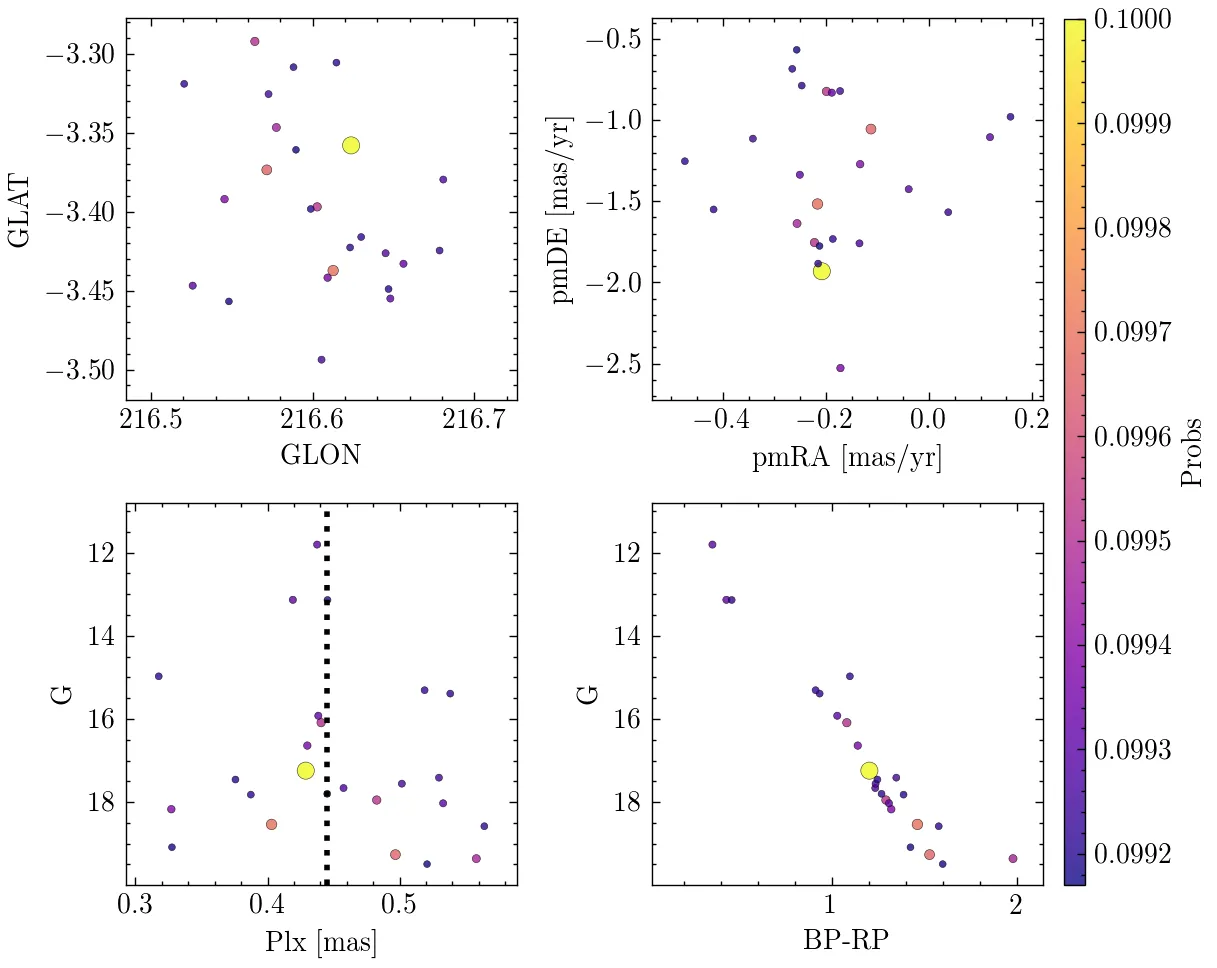 −3.30
−3.35
−3.40
−3.45
−3.50
GLAT
216.5 216.6 216.7
GLON
−0.5
−1.0
−1.5
−2.0
−2.5
pmDE [mas/yr]
−0.4 −0.2 0.0 0.2
pmRA [mas/yr]
12
14
16
18
G
0.3 0.4 0.5
Plx [mas]
12
14
16
18
G
1 2
BP-RP
0.1000
0.0999
0.0998
0.0997
0.0996
0.0995
0.0994
0.0993
0.0992
Probs